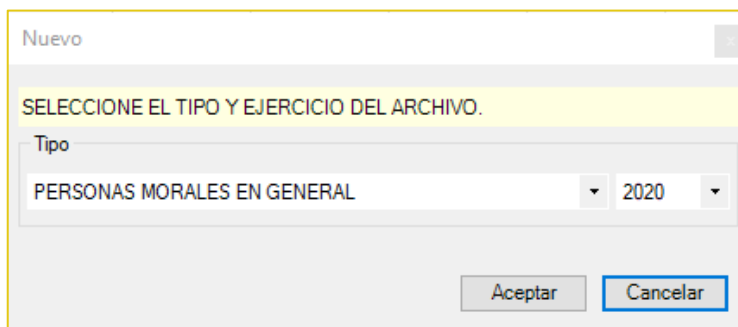 Nuevo
SELECCIONE EL TIPO Y EJERCICIO DEL ARCHIVO.
Tipo
PERSONAS MORALES EN GENERAL 2020
Aceptar Cancelar